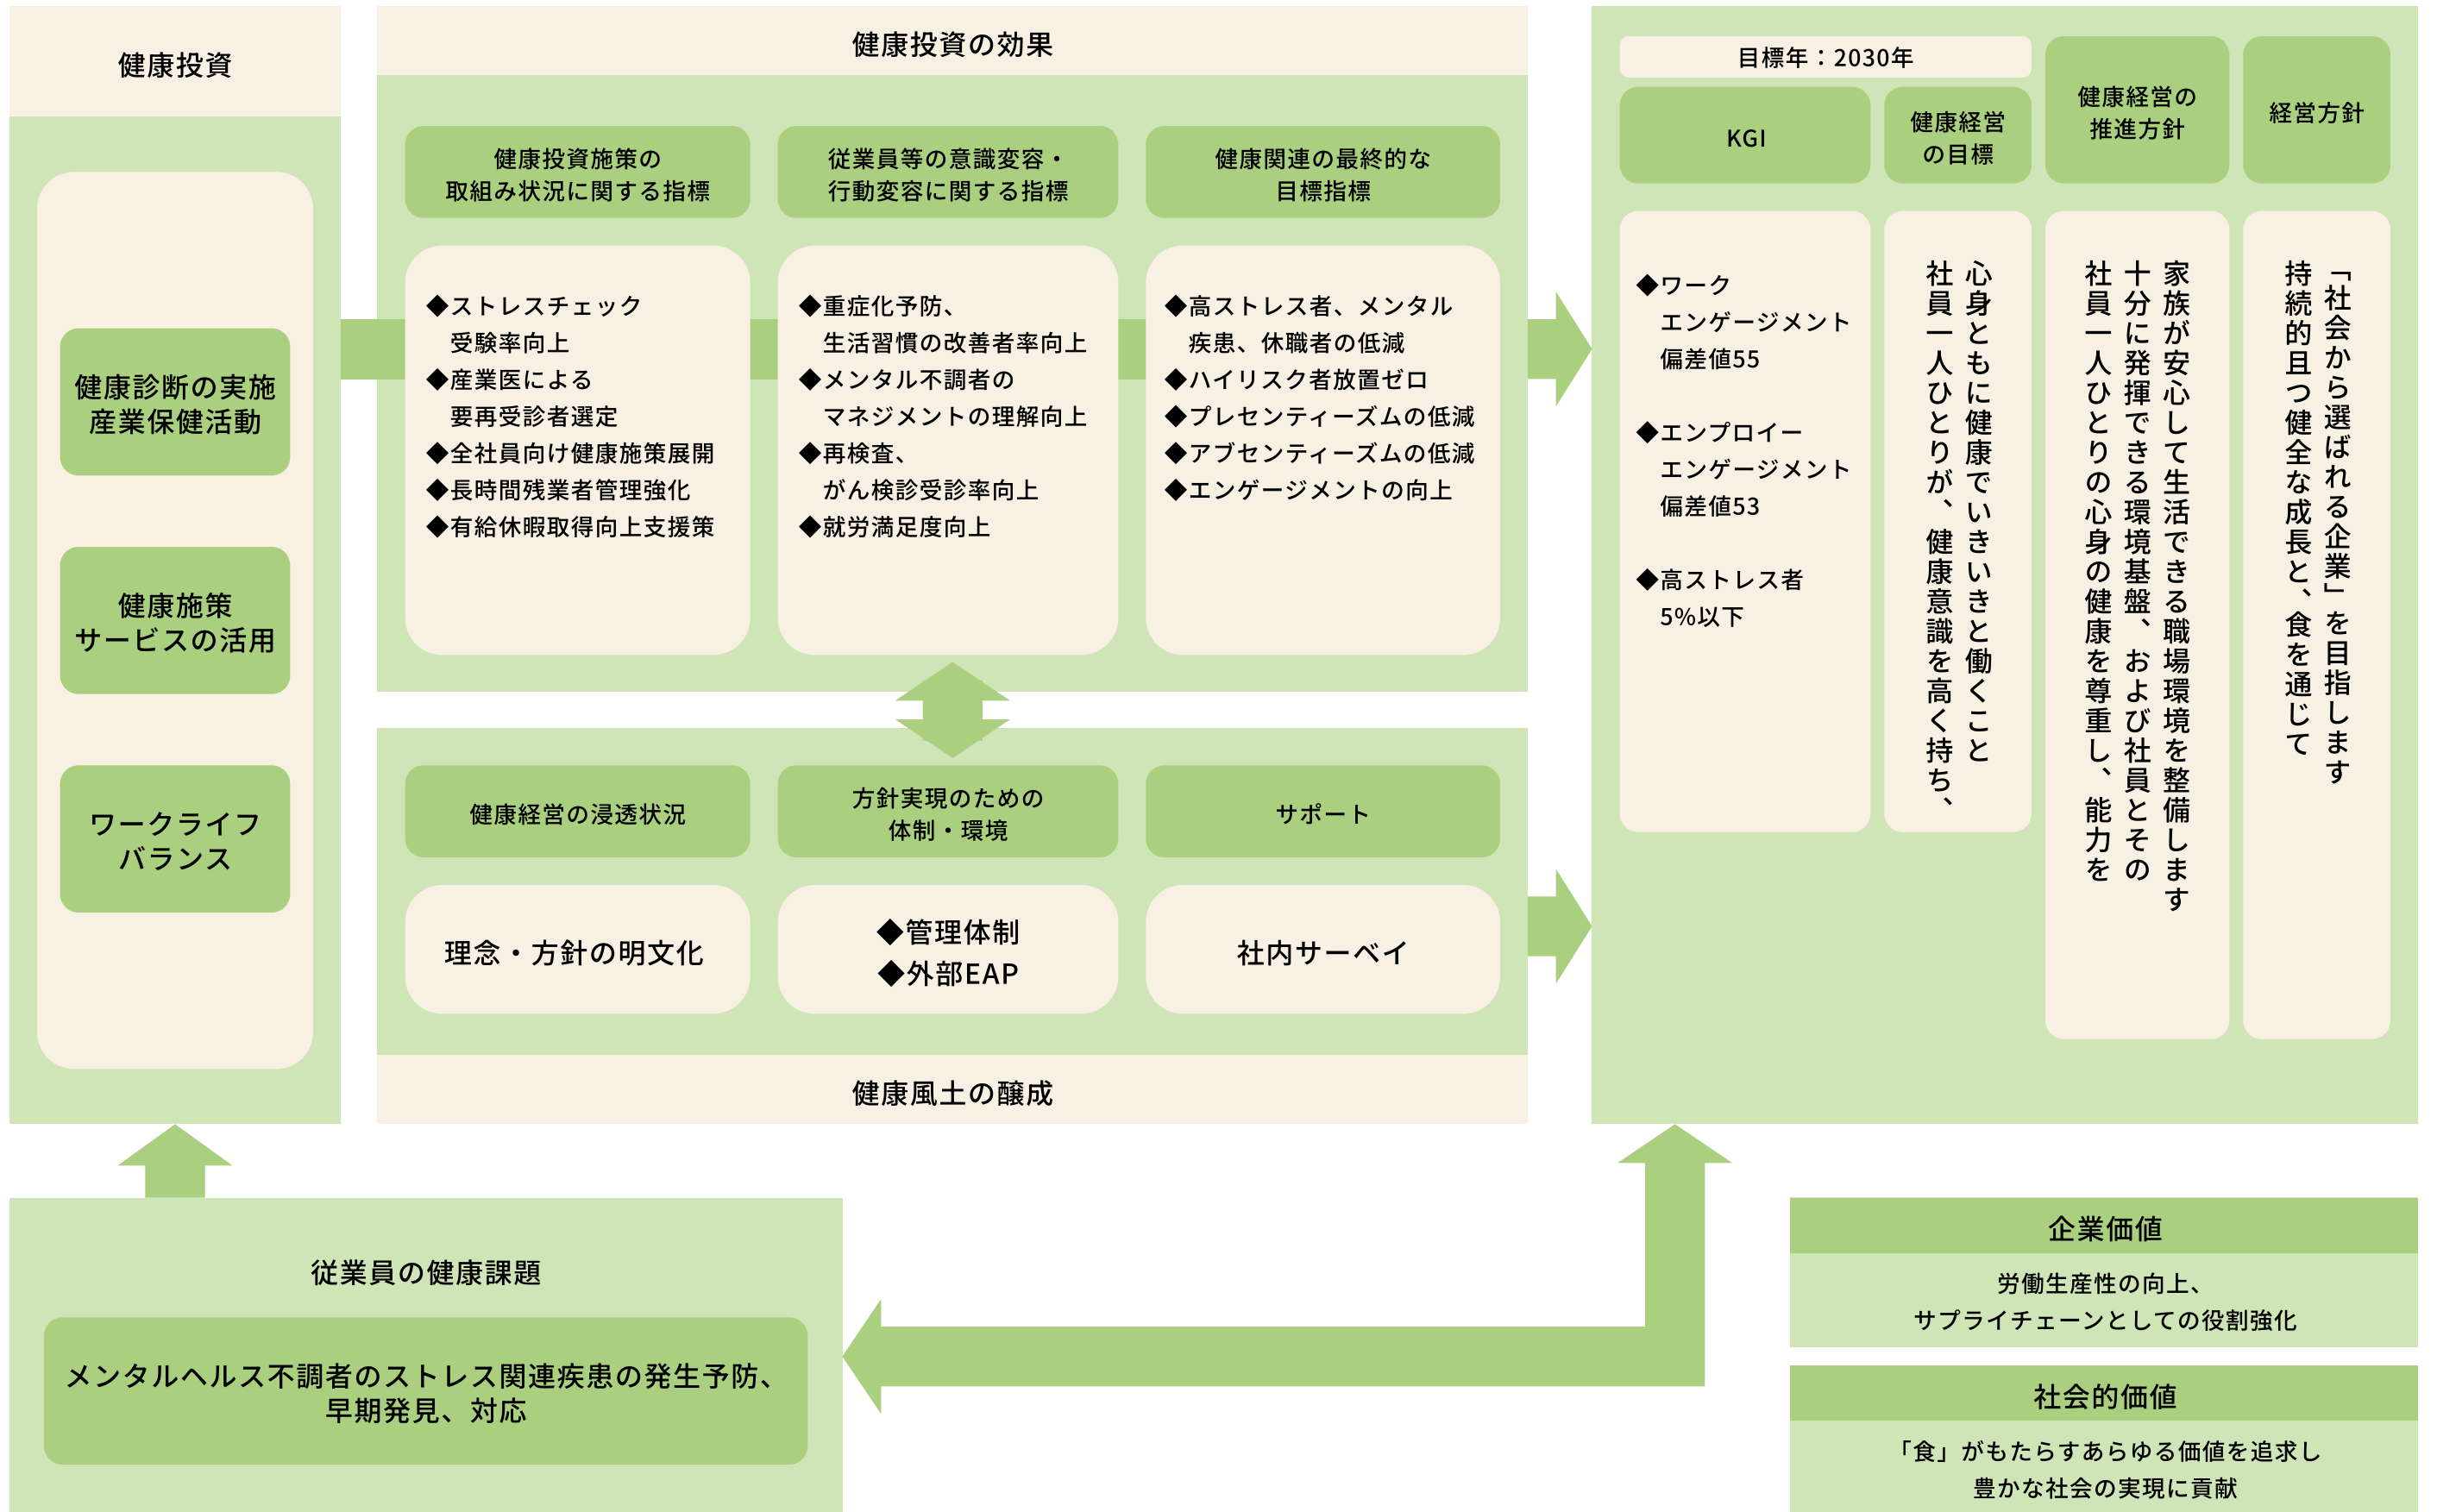 健康投資
健康診断の実施
産業保健活動
健康施策
サービスの活用
ワークライフ
バランス
健康投資の効果
健康投資施策の
取組み状況に関する指標
◆ストレスチェック
受験率向上
◆産業医による
要再受診者選定
◆全社員向け健康施策展開
◆長時間残業者管理強化
◆有給休暇取得向上支援策
従業員等の意識変容・
行動変容に関する指標
◆重症化予防、
生活習慣の改善者率向上
◆メンタル不調者の
マネジメントの理解向上
◆再検査、
がん検診受診率向上
◆就労満足度向上
健康関連の最終的な
目標指標
◆高ストレス者、メンタル
疾患、休職者の低減
◆ハイリスク者放置ゼロ
◆プレセンティーズムの低減
◆アブセンティーズムの低減
◆エンゲージメントの向上
健康経営の浸透状況
理念・方針の明文化
方針実現のための
体制・環境
◆管理体制
◆外部EAP
サポート
社内サーベイ
健康風土の醸成
目標年：2030年
KGI
◆ワーク
エンゲージメント
偏差値55
◆エンプロイー
エンゲージメント
偏差値53
◆高ストレス者
5%以下
健康経営
の目標
社員一人ひとりが、健康意識を高く持ち、
心身ともに健康でいきいきと働くこと
健康経営の
推進方針
社員一人ひとりの心身の健康を尊重し、能力を
十分に発揮できる環境基盤、および社員とその
家族が安心して生活できる職場環境を整備します
経営方針
持続的且つ健全な成長と、食を通じて
「社会から選ばれる企業」を目指します
従業員の健康課題
メンタルヘルス不調者のストレス関連疾患の発生予防、
早期発見、対応
企業価値
労働生産性の向上、
サプライチェーンとしての役割強化
社会的価値
「食」がもたらすあらゆる価値を追求し
豊かな社会の実現に貢献